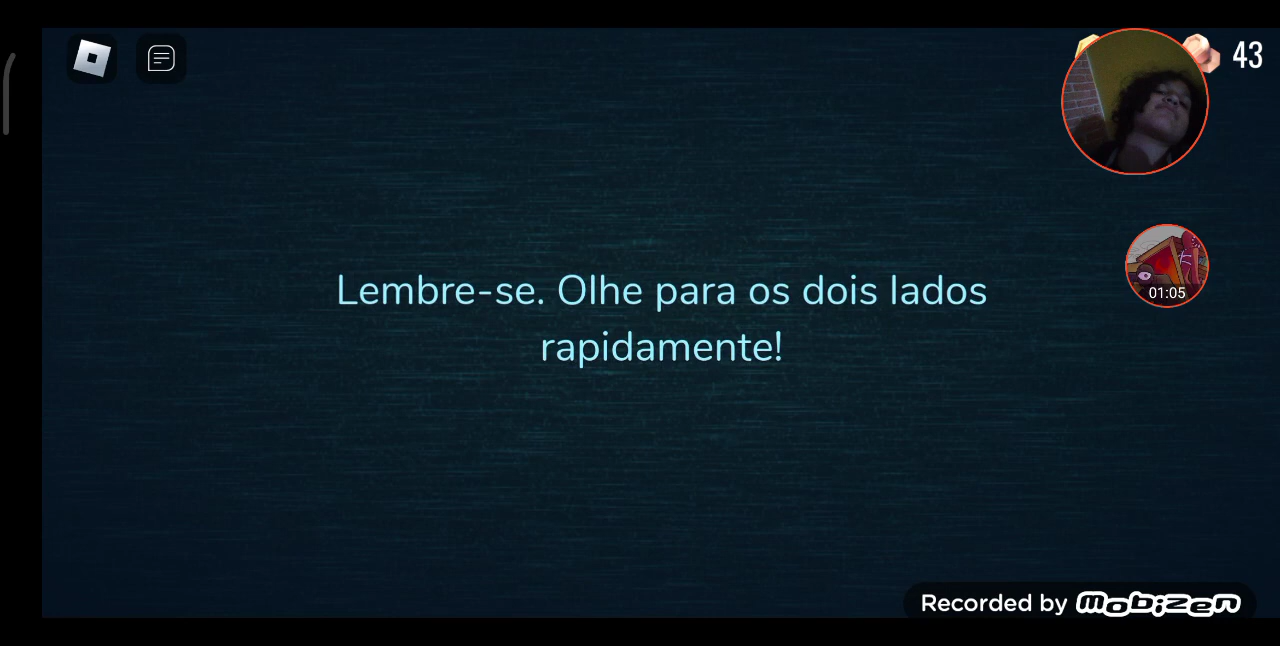 43
Lembre-se. Olhe para os dois lados
rapidamente!
01:05
Recorded by mobizen